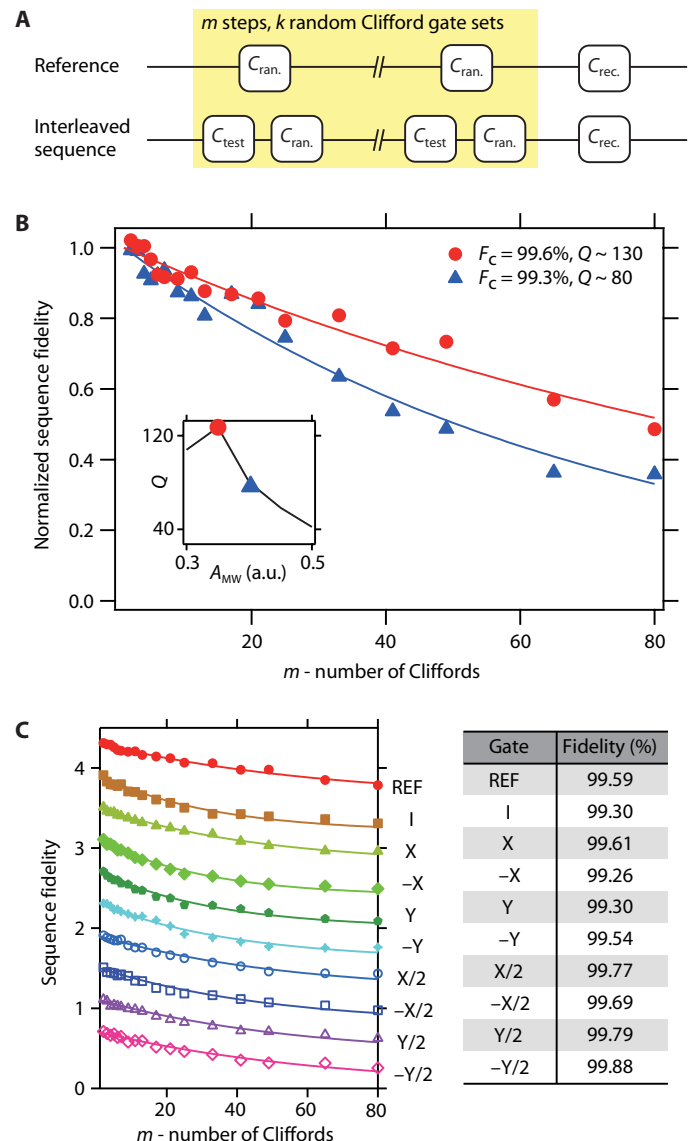 A
m steps, k random Clifford gate sets
Reference
C_ran. // C_ran. C_rec.
Interleaved
sequence
C_test C_ran. // C_test C_ran. C_rec.
B
20 40 60 80
F_c = 99.6%, Q ~ 130
F_c = 99.3%, Q ~ 80
Normalized sequence fidelity
1.0
0.8
0.6
0.4
0.2
0.0
Q
120
40
0.3 0.5
A_MW (a.u.)
20 40 60 80
m - number of Cliffords
C
Sequence fidelity
4
3
2
1
0
REF
I
X
–X
Y
–Y
X/2
–X/2
Y/2
–Y/2
20 40 60 80
m - number of Cliffords
Gate Fidelity (%)
REF 99.59
I 99.30
X 99.61
–X 99.26
Y 99.30
–Y 99.54
X/2 99.77
–X/2 99.69
Y/2 99.79
–Y/2 99.88